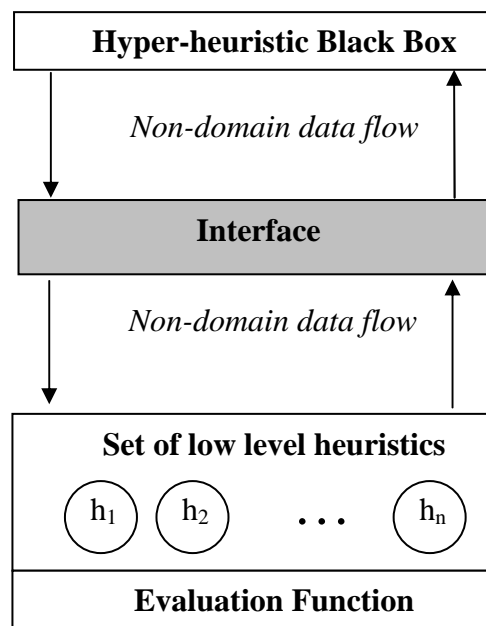 Hyper-heuristic Black Box
Non-domain data flow
Interface
Non-domain data flow
Set of low level heuristics
h₁ h₂ ... hₙ
Evaluation Function